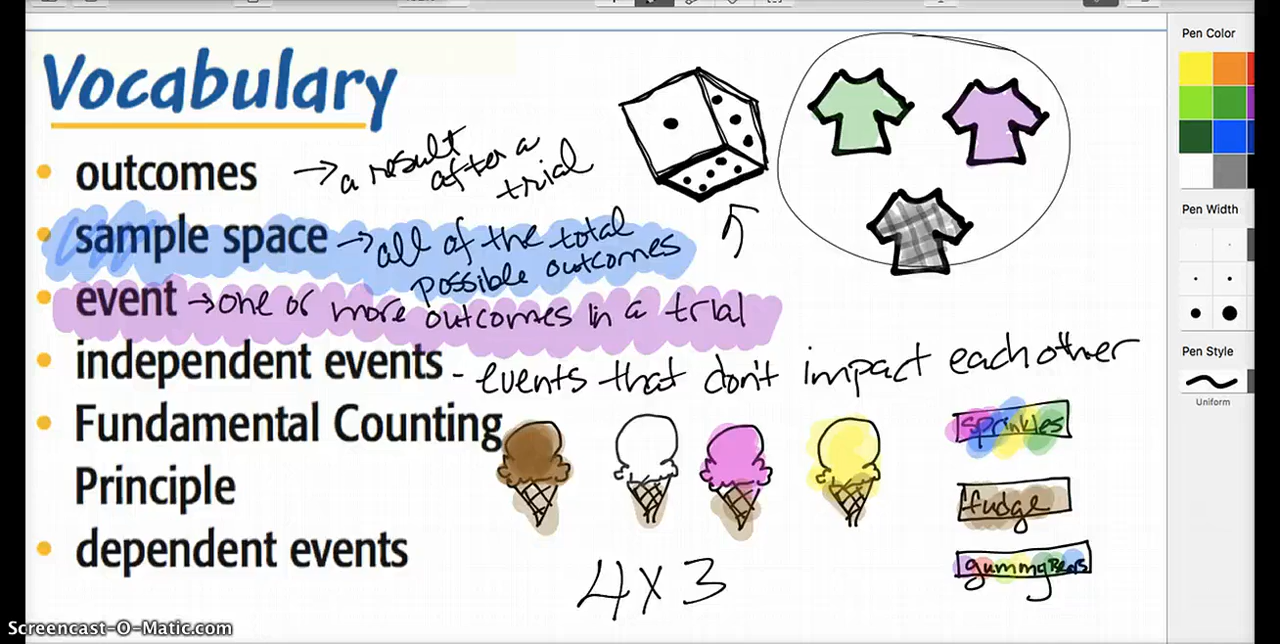 Pen Color
Vocabulary
• outcomes → a result
after a
trial
• sample space → all of the total
possible outcomes
Pen Width
• event → one or more outcomes in a trial
• independent events - events that don't impact each other
Pen Style
Uniform
• Fundamental Counting
Principle
sprinkles
fudge
gummy Bears
• dependent events
4 x 3
Screencast-O-Matic.com